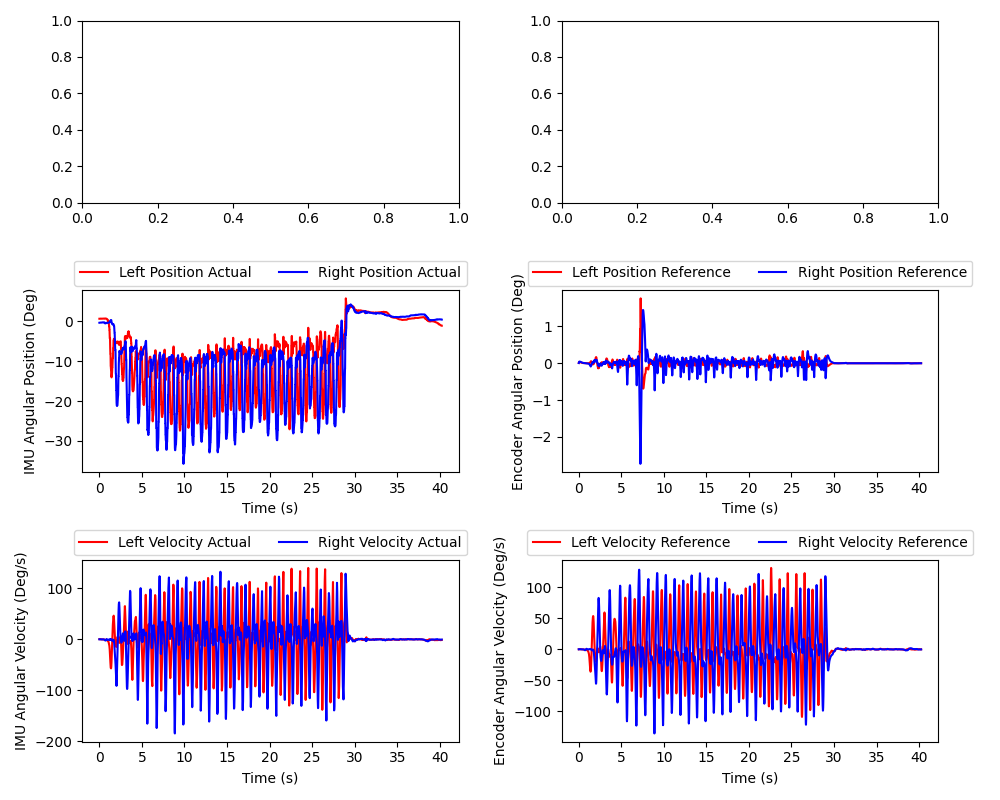 1.0
0.8
0.6
0.4
0.2
0.0
0.0 0.2 0.4 0.6 0.8 1.0
1.0
0.8
0.6
0.4
0.2
0.0
0.0 0.2 0.4 0.6 0.8 1.0
Left Position Actual Right Position Actual
IMU Angular Position (Deg)
0
−10
−20
−30
0 5 10 15 20 25 30 35 40
Time (s)
Left Position Reference Right Position Reference
Encoder Angular Position (Deg)
1
0
−1
−2
0 5 10 15 20 25 30 35 40
Time (s)
Left Velocity Actual Right Velocity Actual
IMU Angular Velocity (Deg/s)
100
0
−100
−200
0 5 10 15 20 25 30 35 40
Time (s)
Left Velocity Reference Right Velocity Reference
Encoder Angular Velocity (Deg/s)
100
50
0
−50
−100
0 5 10 15 20 25 30 35 40
Time (s)